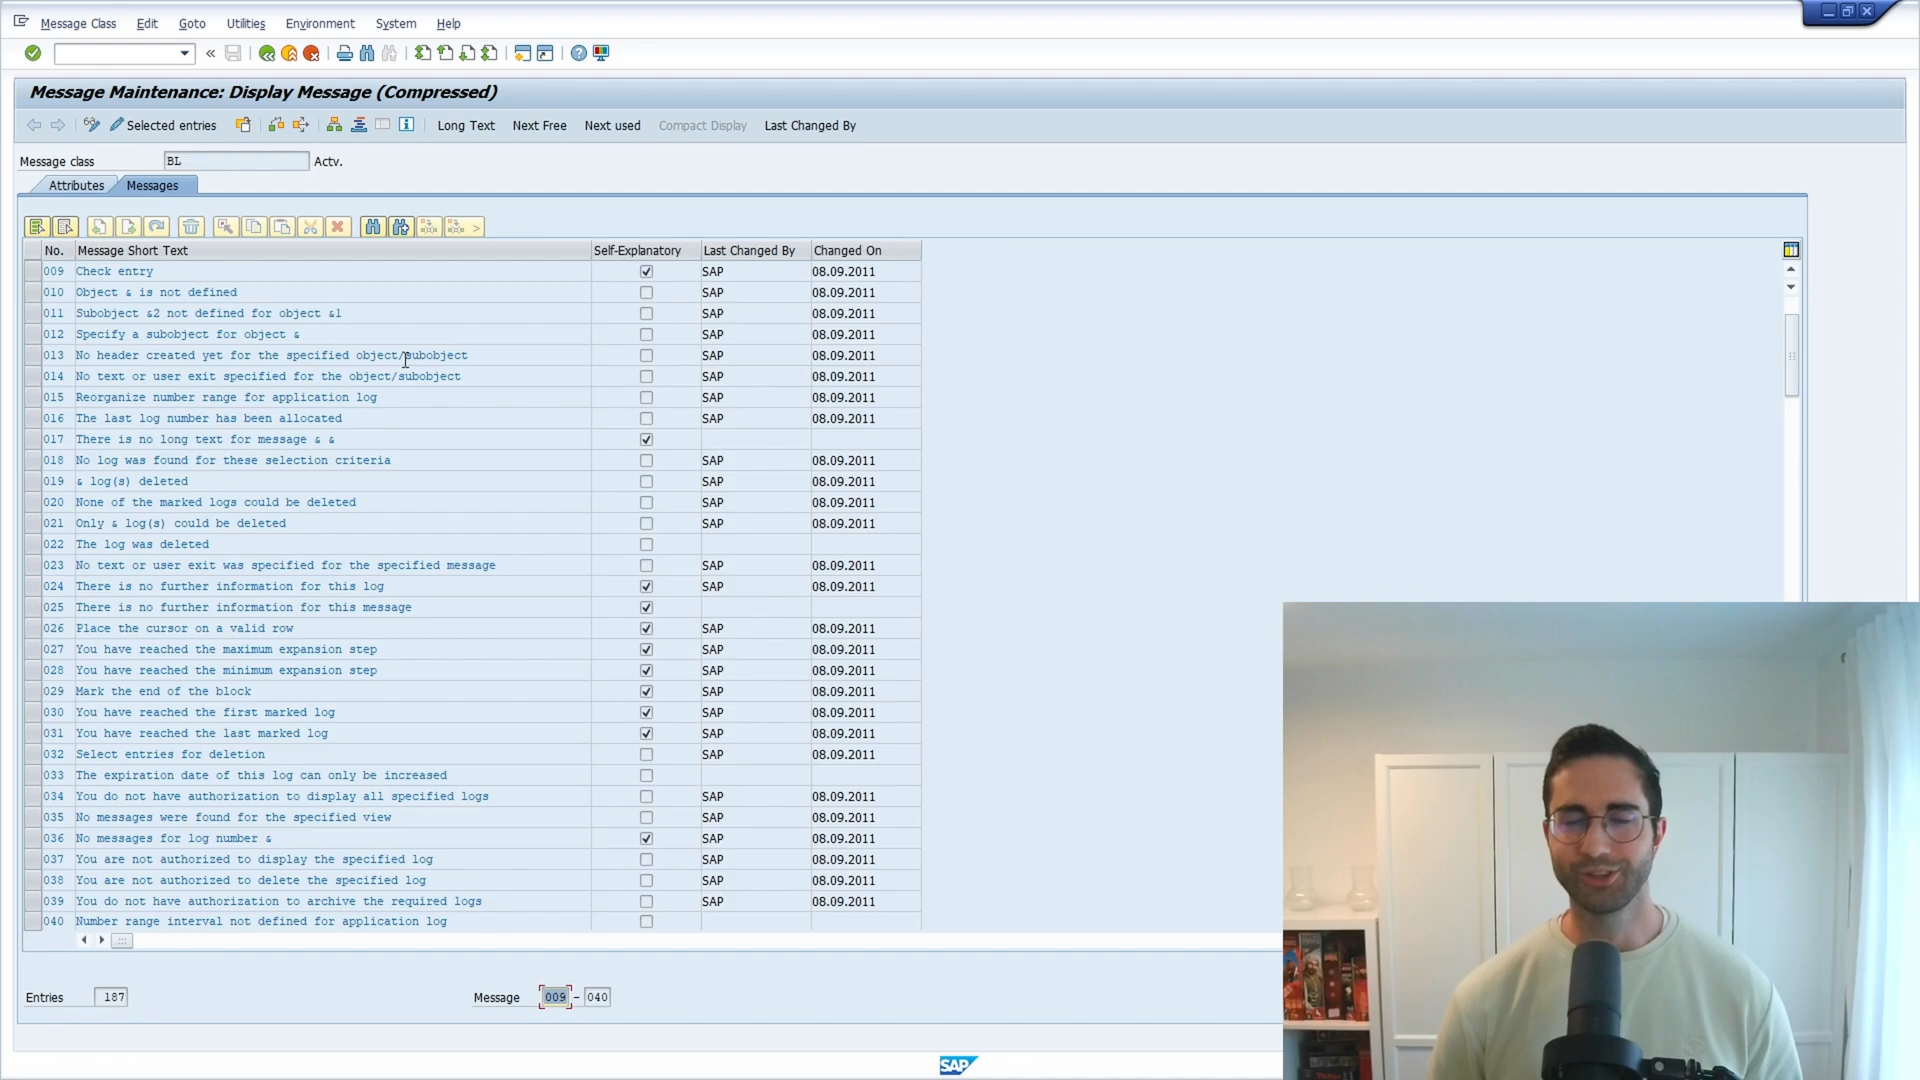 Message Class Edit Goto Utilities Environment System Help
Message Maintenance: Display Message (Compressed)
Selected entries Long Text Next Free Next used Compact Display Last Changed By
Message class BL Actv.
Attributes Messages
No. Message Short Text Self-Explanatory Last Changed By Changed On
009 Check entry SAP 08.09.2011
010 Object & is not defined SAP 08.09.2011
011 Subobject &2 not defined for object &1 SAP 08.09.2011
012 Specify a subobject for object & SAP 08.09.2011
013 No header created yet for the specified object/subobject SAP 08.09.2011
014 No text or user exit specified for the object/subobject SAP 08.09.2011
015 Reorganize number range for application log SAP 08.09.2011
016 The last log number has been allocated SAP 08.09.2011
017 There is no long text for message & &
018 No log was found for these selection criteria SAP 08.09.2011
019 & log(s) deleted SAP 08.09.2011
020 None of the marked logs could be deleted SAP 08.09.2011
021 Only & log(s) could be deleted SAP 08.09.2011
022 The log was deleted
023 No text or user exit was specified for the specified message SAP 08.09.2011
024 There is no further information for this log SAP 08.09.2011
025 There is no further information for this message
026 Place the cursor on a valid row SAP 08.09.2011
027 You have reached the maximum expansion step SAP 08.09.2011
028 You have reached the minimum expansion step SAP 08.09.2011
029 Mark the end of the block SAP 08.09.2011
030 You have reached the first marked log SAP 08.09.2011
031 You have reached the last marked log SAP 08.09.2011
032 Select entries for deletion SAP 08.09.2011
033 The expiration date of this log can only be increased
034 You do not have authorization to display all specified logs SAP 08.09.2011
035 No messages were found for the specified view SAP 08.09.2011
036 No messages for log number & SAP 08.09.2011
037 You are not authorized to display the specified log SAP 08.09.2011
038 You are not authorized to delete the specified log SAP 08.09.2011
039 You do not have authorization to archive the required logs SAP 08.09.2011
040 Number range interval not defined for application log
Entries 187 Message 009 - 040
SAP